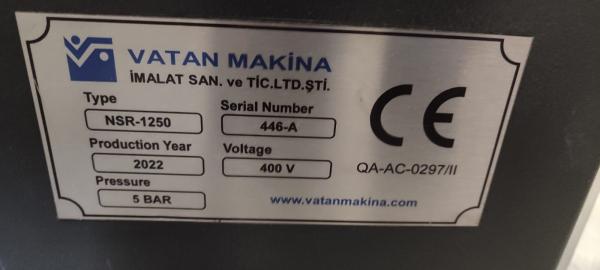 VATAN MAKİNA
İMALAT SAN. ve TİC.LTD.ŞTİ.
Type
NSR-1250
Serial Number
446-A
Production Year
2022
Voltage
400 V
Pressure
5 BAR
CE
QA-AC-0297/II
www.vatanmakina.com